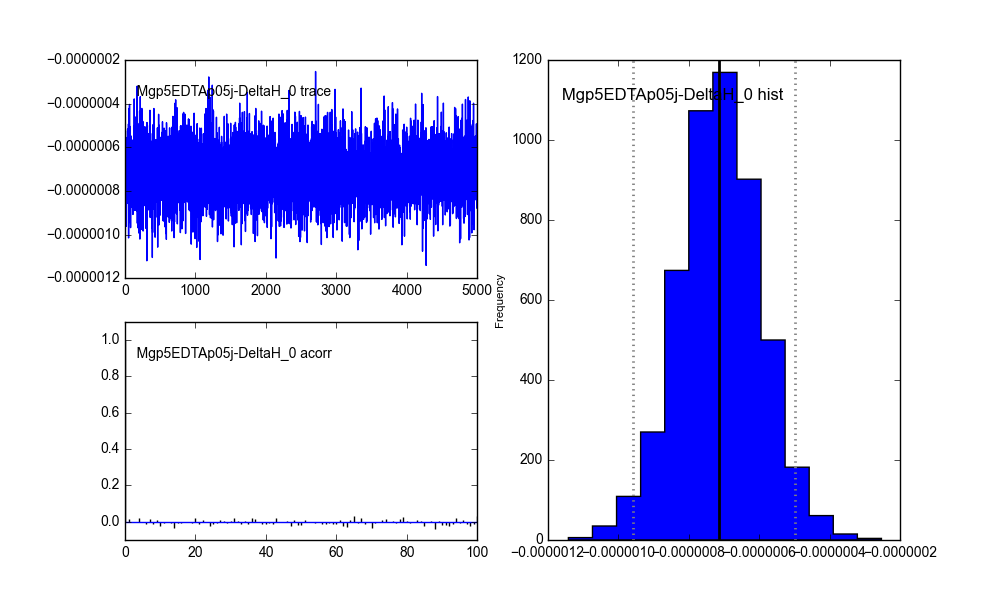 −0.0000002
−0.0000004
−0.0000006
−0.0000008
−0.0000010
−0.0000012
Mgp5EDTAp05j-DeltaH_0 trace
0 1000 2000 3000 4000 5000
1.0
0.8
0.6
0.4
0.2
0.0
Mgp5EDTAp05j-DeltaH_0 acorr
0 20 40 60 80 100
Frequency
1200
1000
800
600
400
200
0
Mgp5EDTAp05j-DeltaH_0 hist
−0.0000012 −0.0000010 −0.0000008 −0.0000006 −0.0000004 −0.0000002